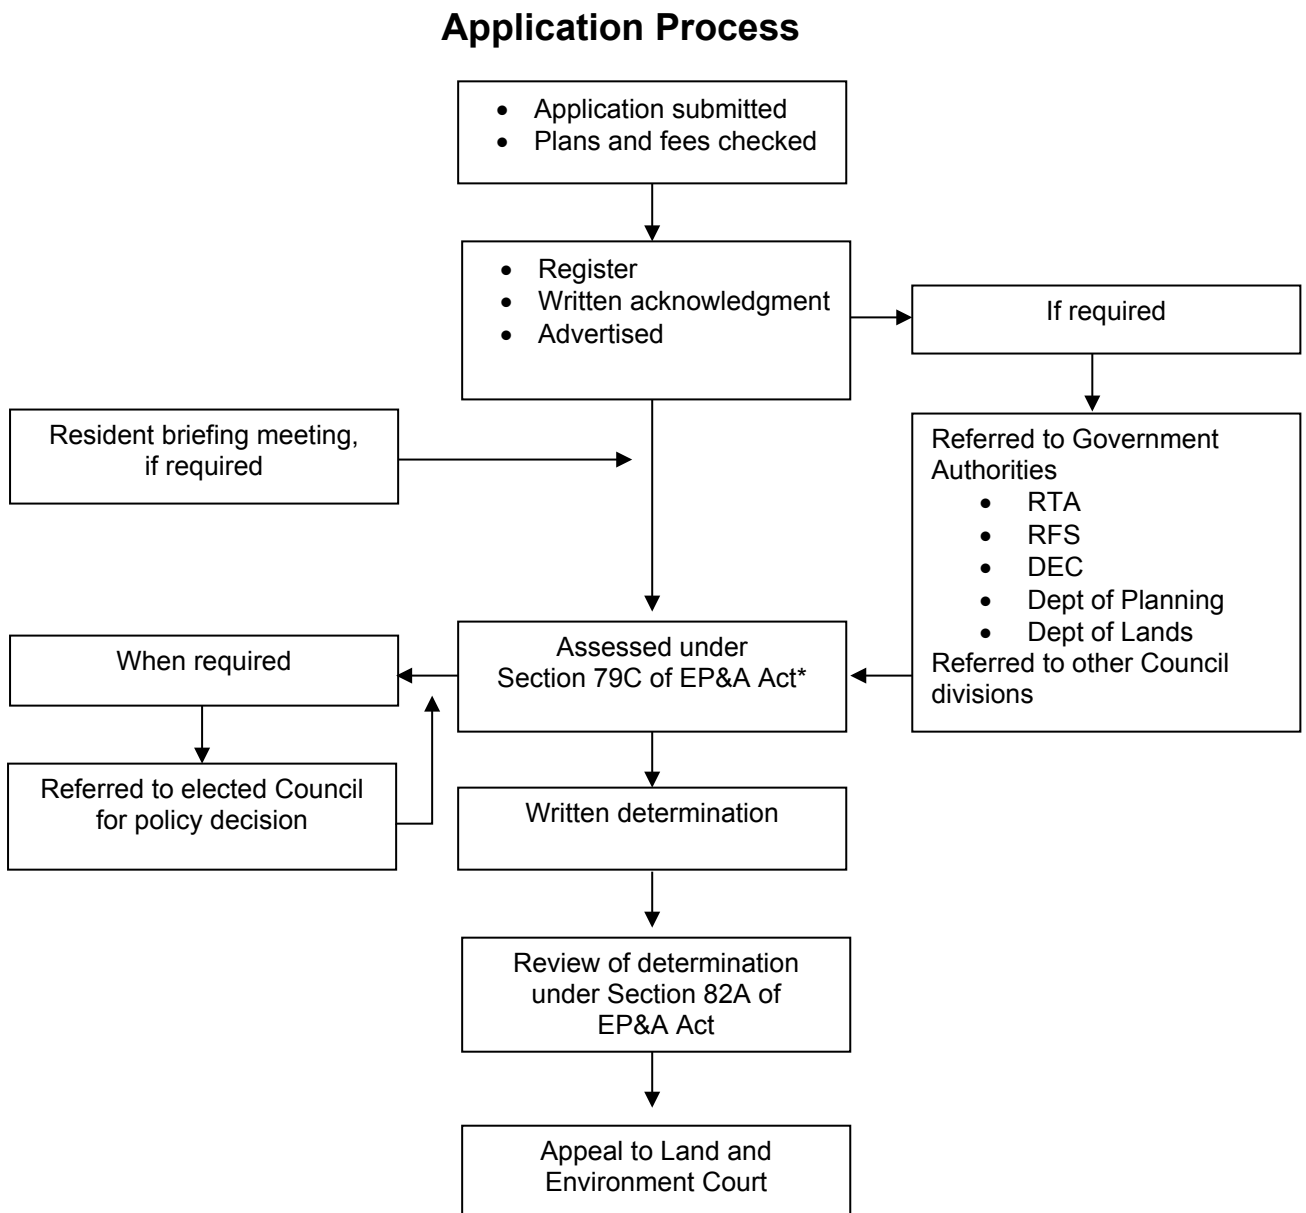 Application Process
• Application submitted
• Plans and fees checked
• Register
• Written acknowledgment
• Advertised
If required
Resident briefing meeting,
if required
Referred to Government
Authorities
• RTA
• RFS
• DEC
• Dept of Planning
• Dept of Lands
Referred to other Council
divisions
When required
Assessed under
Section 79C of EP&A Act*
Referred to elected Council
for policy decision
Written determination
Review of determination
under Section 82A of
EP&A Act
Appeal to Land and
Environment Court